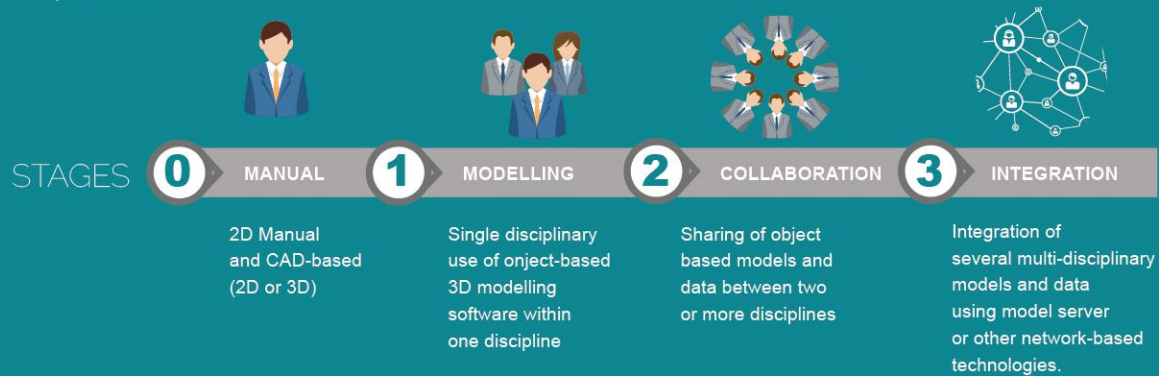 STAGES
0 MANUAL
1 MODELLING
2 COLLABORATION
3 INTEGRATION
2D Manual
and CAD-based
(2D or 3D)
Single disciplinary
use of onject-based
3D modelling
software within
one discipline
Sharing of object
based models and
data between two
or more disciplines
Integration of
several multi-disciplinary
models and data
using model server
or other network-based
technologies.